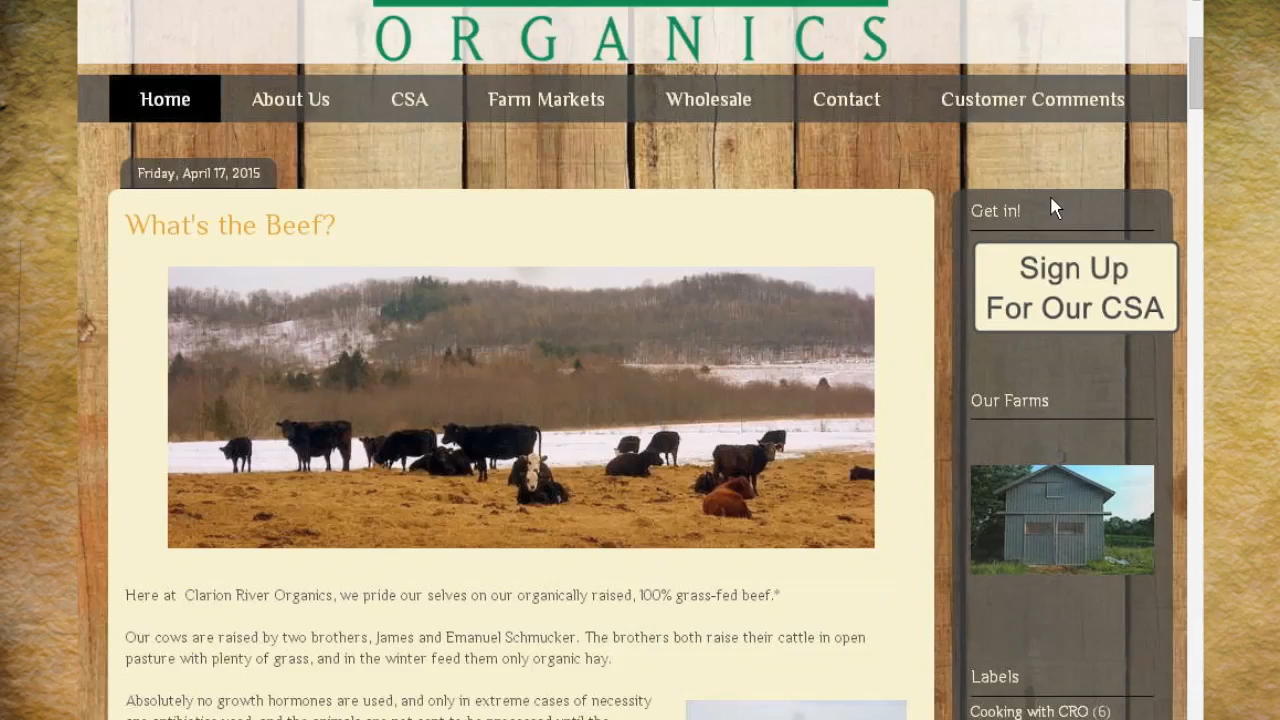 ORGANICS
Home About Us CSA Farm Markets Wholesale Contact Customer Comments
Friday, April 17, 2015
What's the Beef?
Here at Clarion River Organics, we pride our selves on our organically raised, 100% grass-fed beef.*
Our cows are raised by two brothers, James and Emanuel Schmucker. The brothers both raise their cattle in open
pasture with plenty of grass, and in the winter feed them only organic hay.
Absolutely no growth hormones are used, and only in extreme cases of necessity
Get in!
Sign Up
For Our CSA
Our Farms
Labels
Cooking with CRO (6)